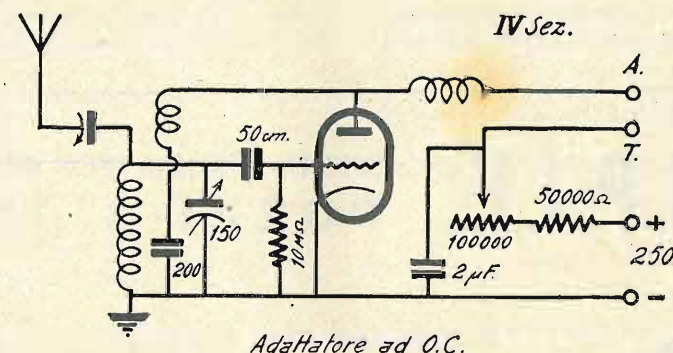 IV Sez.
A.
T.
50 cm.
50000Ω
+
100000
250
150
10 MΩ
200
2 µF.
-
Adattatore ad O.C.